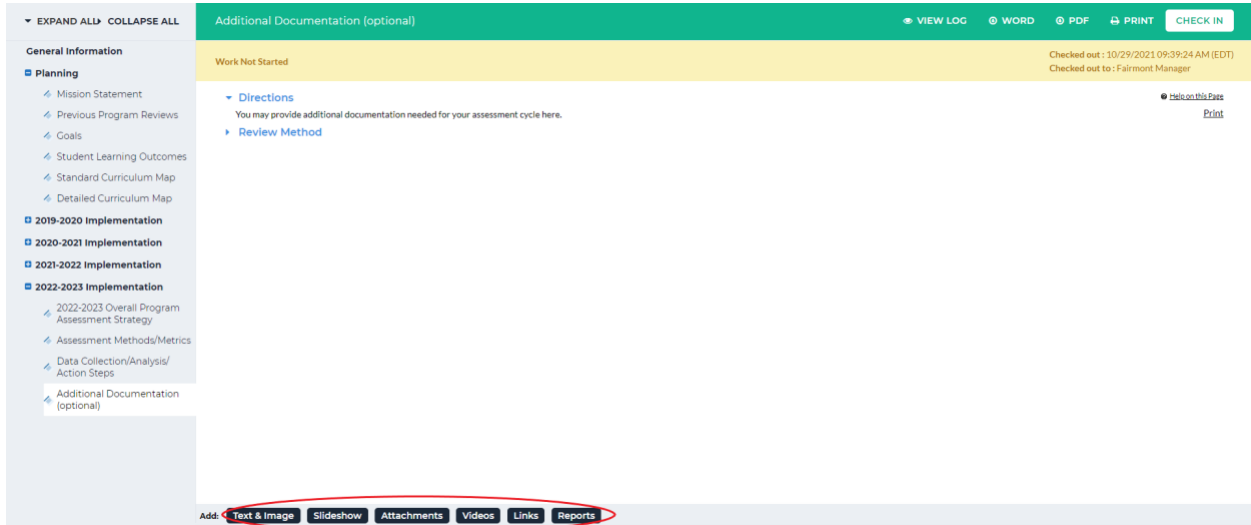 EXPAND ALL COLLAPSE ALL
Additional Documentation (optional)
VIEW LOG WORD PDF PRINT CHECK IN
General Information
Planning
Mission Statement
Previous Program Reviews
Goals
Student Learning Outcomes
Standard Curriculum Map
Detailed Curriculum Map
2019-2020 Implementation
2020-2021 Implementation
2021-2022 Implementation
2022-2023 Implementation
2022-2023 Overall Program
Assessment Strategy
Assessment Methods/Metrics
Data Collection/Analysis/
Action Steps
Additional Documentation
(optional)
Work Not Started
Checked out : 10/29/2021 09:39:24 AM (EDT)
Checked out to : Fairmont Manager
Directions
You may provide additional documentation needed for your assessment cycle here.
Review Method
Help on this Page
Print
Add: Text & Image Slideshow Attachments Videos Links Reports